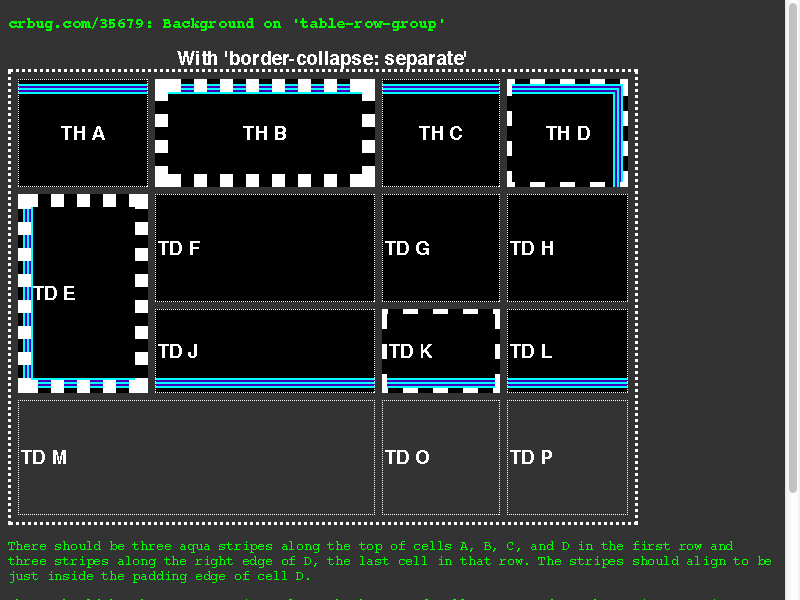 crbug.com/35679: Background on 'table-row-group'
With 'border-collapse: separate'
TH A TH B TH C TH D
TD E TD F TD G TD H
TD J TD K TD L
TD M TD O TD P
There should be three aqua stripes along the top of cells A, B, C, and D in the first row and
three stripes along the right edge of D, the last cell in that row. The stripes should align to be
just inside the padding edge of cell D.